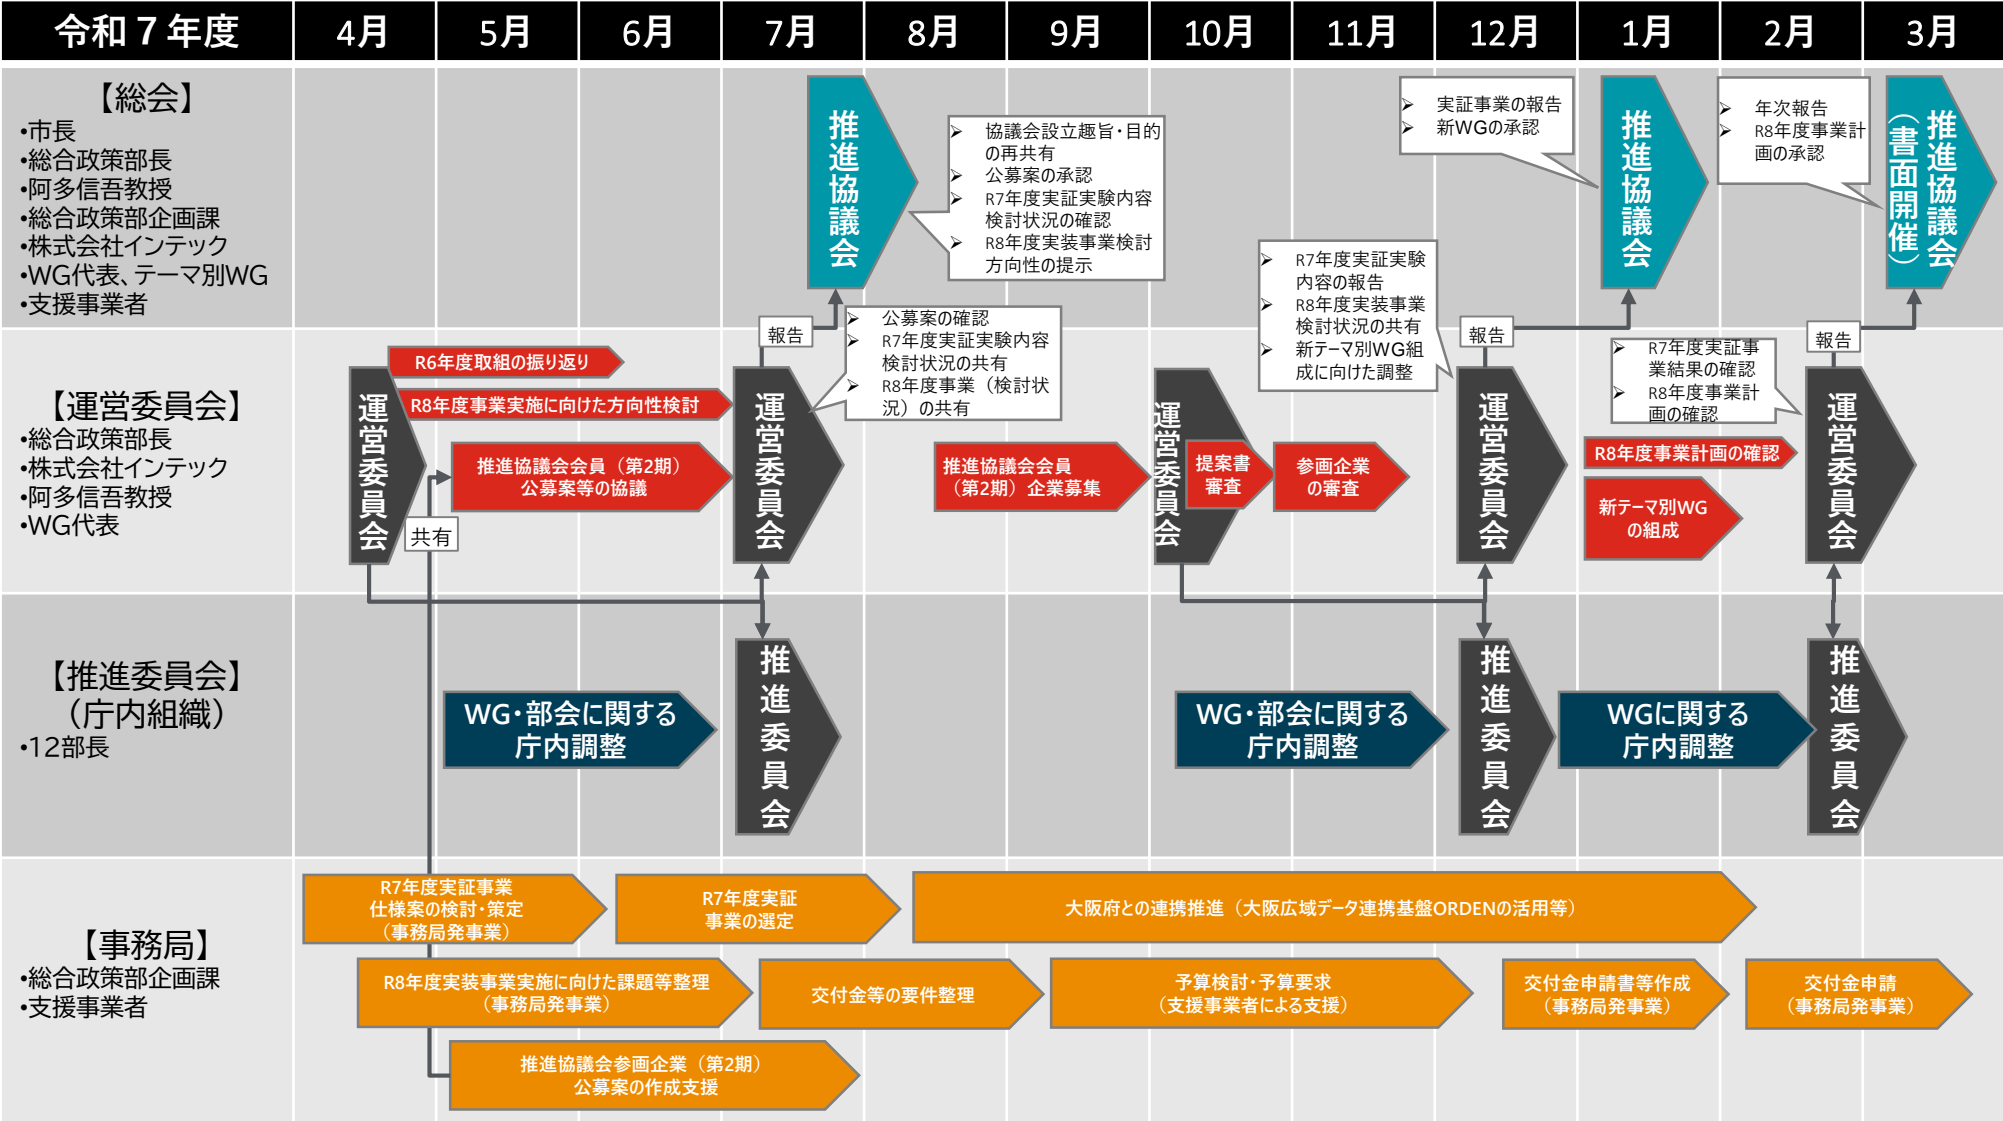 令和７年度
4月
5月
6月
7月
8月
9月
10月
11月
12月
1月
2月
3月
【総会】
•市長
•総合政策部長
•阿多信吾教授
•総合政策部企画課
•株式会社インテック
•WG代表、テーマ別WG
•支援事業者
推進協議会
➢ 協議会設立趣旨・目的
の再共有
➢ 公募案の承認
➢ R7年度実証実験内容
検討状況の確認
➢ R8年度実装事業検討
方向性の提示
➢ 実証事業の報告
➢ 新WGの承認
推進協議会
➢ 年次報告
➢ R8年度事業計
画の承認
推進協議会
（書面開催）
【運営委員会】
•総合政策部長
•株式会社インテック
•阿多信吾教授
•WG代表
運営委員会
R6年度取組の振り返り
R8年度事業実施に向けた方向性検討
推進協議会会員（第2期）
公募案等の協議
共有
報告
運営委員会
➢ 公募案の確認
➢ R7年度実証実験内容
検討状況の共有
➢ R8年度事業（検討状
況）の共有
推進協議会会員
（第2期）企業募集
運営委員会
提案書
審査
参画企業
の審査
➢ R7年度実証実験
内容の報告
➢ R8年度実装事業
検討状況の共有
➢ 新テーマ別WG組
成に向けた調整
報告
運営委員会
➢ R7年度実証事
業結果の確認
➢ R8年度事業計
画の確認
R8年度事業計画の確認
新テーマ別WG
の組成
報告
運営委員会
【推進委員会】
（庁内組織）
•12部長
WG・部会に関する
庁内調整
推進委員会
WG・部会に関する
庁内調整
推進委員会
WGに関する
庁内調整
推進委員会
【事務局】
•総合政策部企画課
•支援事業者
R7年度実証事業
仕様案の検討・策定
（事務局発事業）
R7年度実証
事業の選定
大阪府との連携推進（大阪広域データ連携基盤ORDENの活用等）
R8年度実装事業実施に向けた課題等整理
（事務局発事業）
交付金等の要件整理
予算検討・予算要求
（支援事業者による支援）
交付金申請書等作成
（事務局発事業）
交付金申請
（事務局発事業）
推進協議会参画企業（第2期）
公募案の作成支援